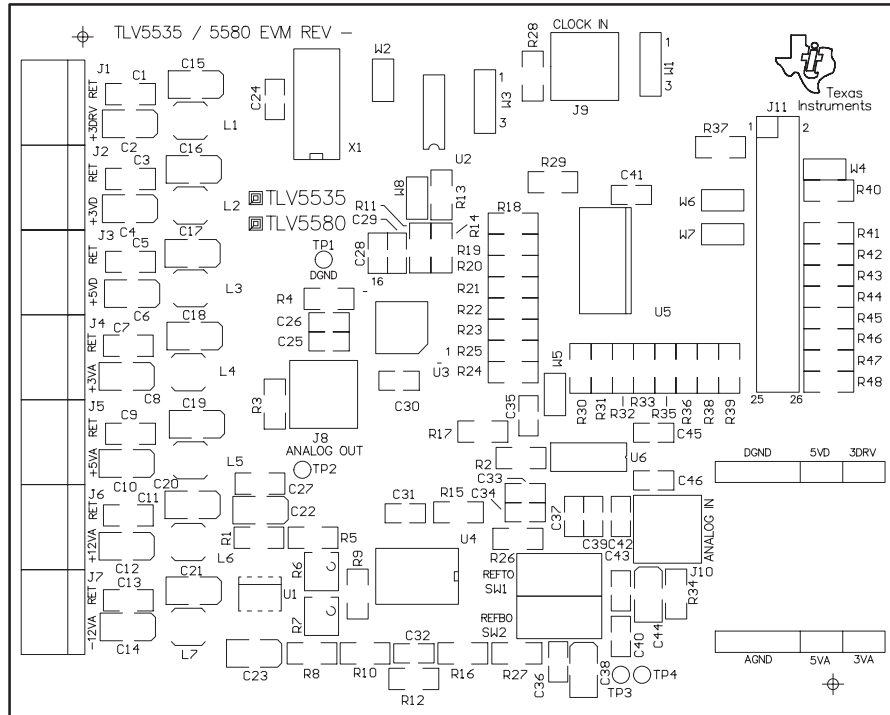 TLV5535 / 5580 EVM REV -
CLOCK IN
R28
W2
C15
J1
C1
RET
C24
1
W3
3
1
W1
3
Texas
Instruments
J9
J11
+3DRV
L1
X1
1
2
C2
R37
J2
C16
C3
U2
RET
R29
C41
W4
R40
TLV5535
W8
R13
W6
+3VD
L2
R11
C29
R18
C4
TLV5580
R14
W7
R41
J3
C17
C5
TP1
C28
R19
R42
RET
DGND
16
R20
R43
+5VD
L3
R4
R21
R44
C6
C26
R22
U5
R45
J4
C18
C7
C25
R23
R46
RET
1
R25
W5
R47
+3VA
L4
U3
R24
R48
C8
R3
C30
C35
R30
R31
R32
R33
R35
R36
R38
R39
25
26
J5
C19
C9
RET
J8
ANALOG OUT
R17
C45
+5VA
L5
TP2
R2
U6
DGND
5VD
3DRV
C10
C20
C27
C33
C46
J6
C11
C22
C31
R15
C34
C37
RET
R1
R5
U4
C39
C42
ANALOG IN
+12VA
L6
R26
C43
C12
R6
R9
REFTO
SW1
J10
J7
C21
C13
U1
R34
RET
R7
REFBO
SW2
-12VA
C14
L7
C32
C40
C44
AGND
5VA
3VA
C23
R8
R10
R16
R27
C36
C38
TP3
TP4
R12